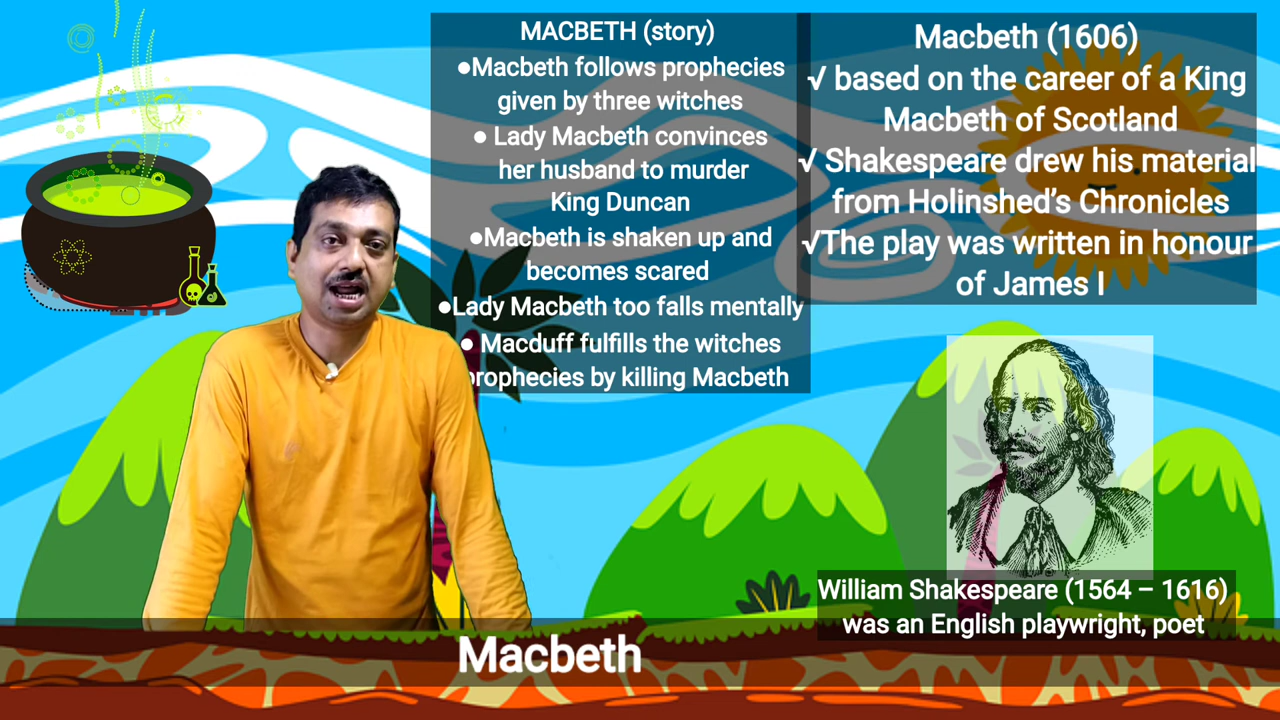 MACBETH (story)
●Macbeth follows prophecies
given by three witches
● Lady Macbeth convinces
her husband to murder
King Duncan
●Macbeth is shaken up and
becomes scared
●Lady Macbeth too falls mentally
● Macduff fulfills the witches
prophecies by killing Macbeth
Macbeth (1606)
√ based on the career of a King
Macbeth of Scotland
√ Shakespeare drew his material
from Holinshed’s Chronicles
√The play was written in honour
of James I
William Shakespeare (1564 – 1616)
was an English playwright, poet
Macbeth